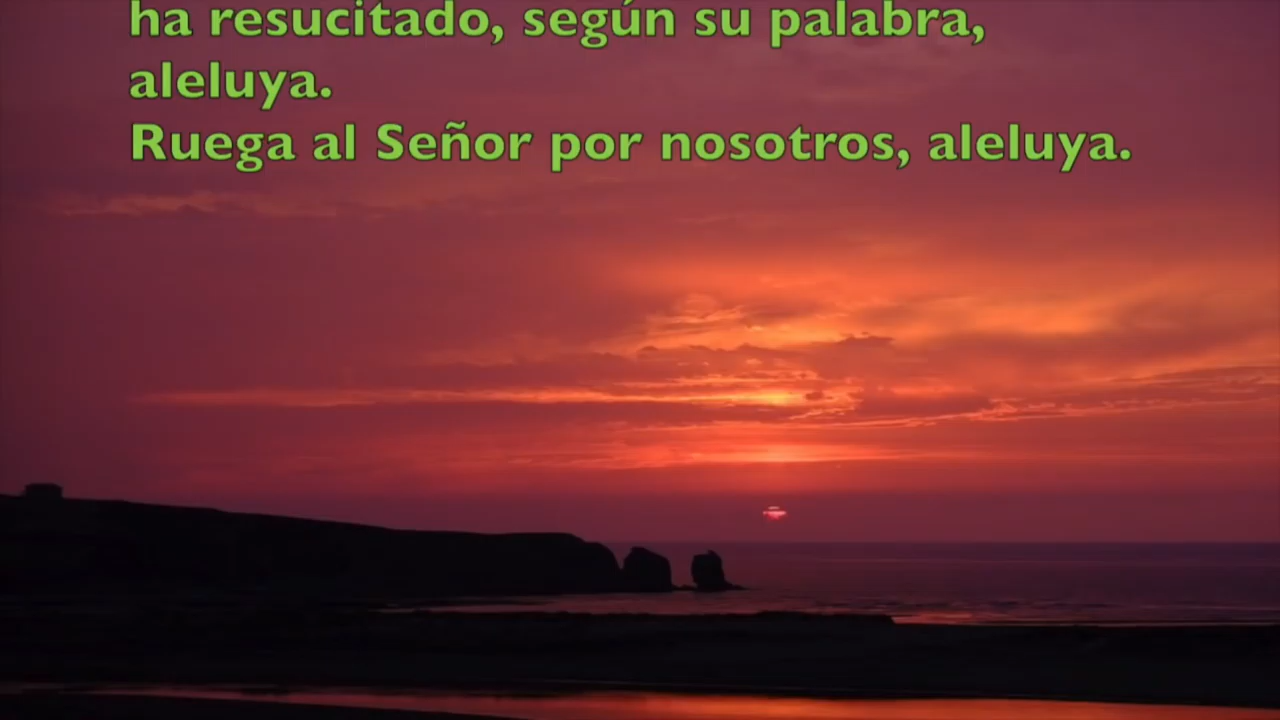 ha resucitado, según su palabra,
aleluya.
Ruega al Señor por nosotros, aleluya.